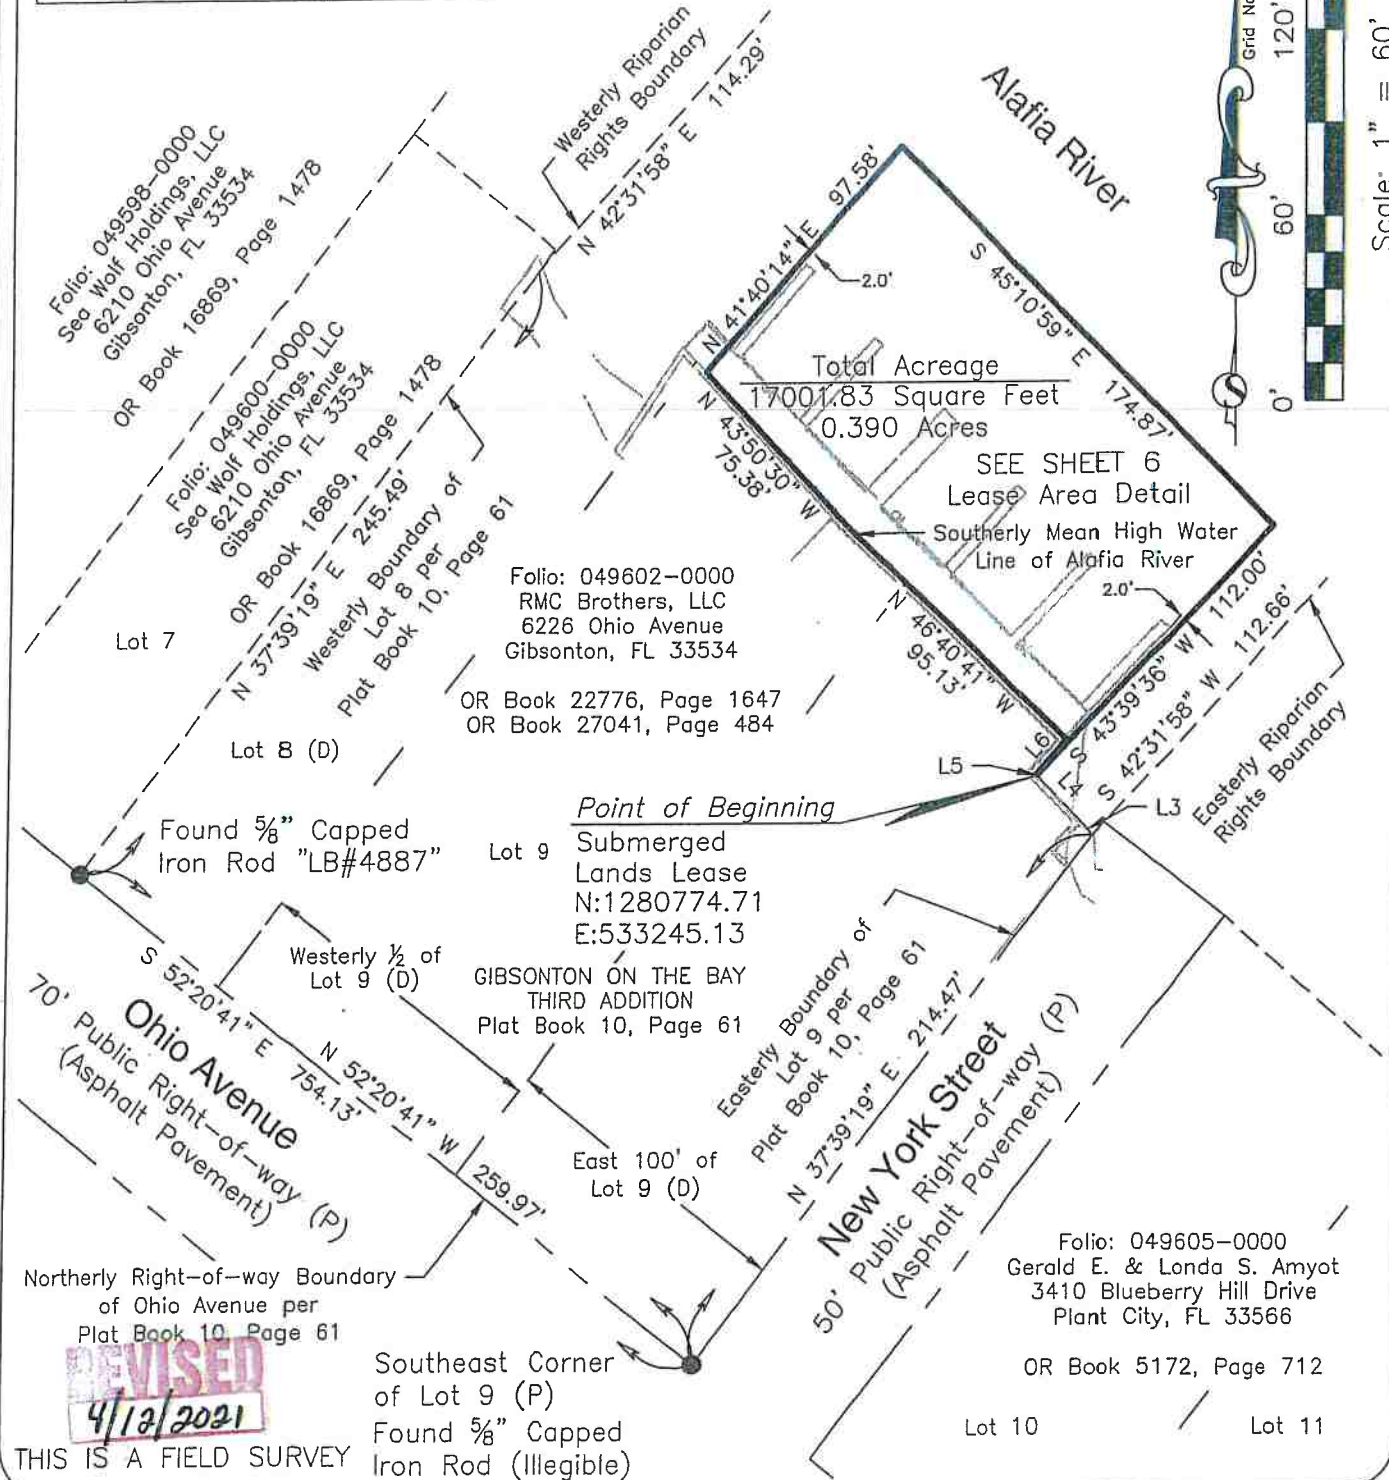 Grid No
120'
60'
0'
Scale: 1" = 60'
Westerly Riparian
Rights Boundary
N 42°31'58" E 114.29'
Alafia River
Folio: 049598-0000
Sea Wolf Holdings, LLC
6210 Ohio Avenue
Gibsonton, FL 33534
OR Book 16869, Page 1478
Folio: 049600-0000
Sea Wolf Holdings, LLC
6210 Ohio Avenue
Gibsonton, FL 33534
OR Book 16869, Page 1478
N 37°39'19" E 245.49'
Westerly Boundary of
Lot 8 per
Plat Book 10, Page 61
N 41°40'14" E 97.58'
2.0'
S 45°10'59" E 174.87'
Total Acreage
17001.83 Square Feet
0.390 Acres
SEE SHEET 6
Lease Area Detail
Southerly Mean High Water
Line of Alafia River
N 43°50'30" W
75.38'
N 46°40'41" W
95.13'
2.0'
S 43°39'36" W 112.00'
S 42°31'58" W 112.66'
Easterly Riparian
Rights Boundary
L6
L5
L4
L3
Lot 7
Folio: 049602-0000
RMC Brothers, LLC
6226 Ohio Avenue
Gibsonton, FL 33534
OR Book 22776, Page 1647
OR Book 27041, Page 484
Lot 8 (D)
Found ⅝" Capped
Iron Rod "LB#4887"
Lot 9
Point of Beginning
Submerged
Lands Lease
N:1280774.71
E:533245.13
Westerly ½ of
Lot 9 (D)
GIBSONTON ON THE BAY
THIRD ADDITION
Plat Book 10, Page 61
Easterly Boundary of
Lot 9 per
Plat Book 10, Page 61
N 37°39'19" E 214.47'
New York Street
50' Public Right-of-way (P)
(Asphalt Pavement)
S 52°20'41" E 754.13'
N 52°20'41" W 259.97'
Ohio Avenue
70' Public Right-of-way (P)
(Asphalt Pavement)
East 100' of
Lot 9 (D)
Northerly Right-of-way Boundary
of Ohio Avenue per
Plat Book 10, Page 61
REVISED
4/12/2021
THIS IS A FIELD SURVEY
Southeast Corner
of Lot 9 (P)
Found ⅝" Capped
Iron Rod (Illegible)
Folio: 049605-0000
Gerald E. & Londa S. Amyot
3410 Blueberry Hill Drive
Plant City, FL 33566
OR Book 5172, Page 712
Lot 10
Lot 11